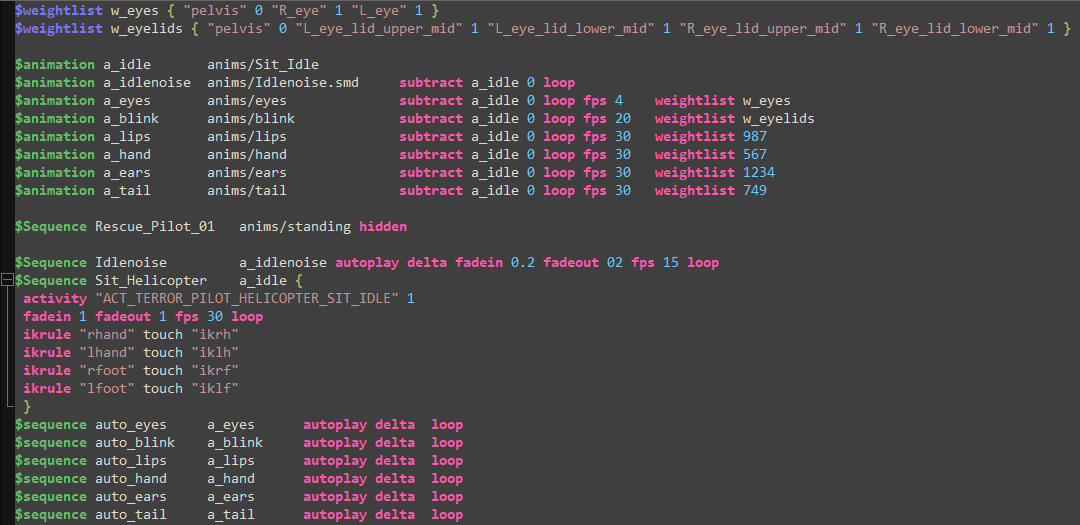 $weightlist w_eyes { "pelvis" 0 "R_eye" 1 "L_eye" 1 }
$weightlist w_eyelids { "pelvis" 0 "L_eye_lid_upper_mid" 1 "L_eye_lid_lower_mid" 1 "R_eye_lid_upper_mid" 1 "R_eye_lid_lower_mid" 1 }
$animation a_idle anims/Sit_Idle
$animation a_idlenoise anims/Idlenoise.smd subtract a_idle 0 loop
$animation a_eyes anims/eyes subtract a_idle 0 loop fps 4 weightlist w_eyes
$animation a_blink anims/blink subtract a_idle 0 loop fps 20 weightlist w_eyelids
$animation a_lips anims/lips subtract a_idle 0 loop fps 30 weightlist 987
$animation a_hand anims/hand subtract a_idle 0 loop fps 30 weightlist 567
$animation a_ears anims/ears subtract a_idle 0 loop fps 30 weightlist 1234
$animation a_tail anims/tail subtract a_idle 0 loop fps 30 weightlist 749
$Sequence Rescue_Pilot_01 anims/standing hidden
$Sequence Idlenoise a_idlenoise autoplay delta fadein 0.2 fadeout 02 fps 15 loop
$Sequence Sit_Helicopter a_idle {
activity "ACT_TERROR_PILOT_HELICOPTER_SIT_IDLE" 1
fadein 1 fadeout 1 fps 30 loop
ikrule "rhand" touch "ikrh"
ikrule "lhand" touch "iklh"
ikrule "rfoot" touch "ikrf"
ikrule "lfoot" touch "iklf"
}
$sequence auto_eyes a_eyes autoplay delta loop
$sequence auto_blink a_blink autoplay delta loop
$sequence auto_lips a_lips autoplay delta loop
$sequence auto_hand a_hand autoplay delta loop
$sequence auto_ears a_ears autoplay delta loop
$sequence auto_tail a_tail autoplay delta loop